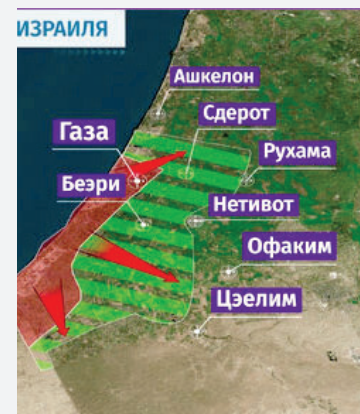 ИЗРАИЛЯ
Ашкелон
Сдерот
Газа
Рухама
Беэри
Нетивот
Офаким
Цэелим